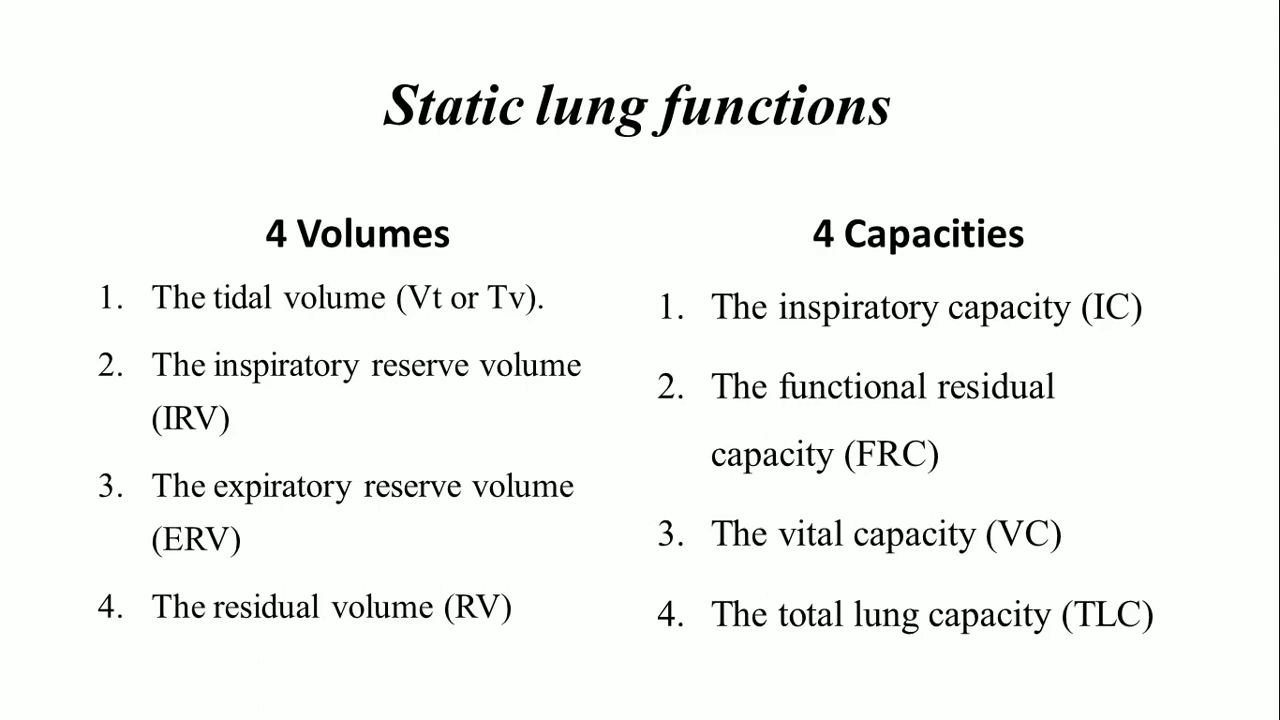 Static lung functions
4 Volumes
1. The tidal volume (Vt or Tv).
2. The inspiratory reserve volume
(IRV)
3. The expiratory reserve volume
(ERV)
4. The residual volume (RV)
4 Capacities
1. The inspiratory capacity (IC)
2. The functional residual
capacity (FRC)
3. The vital capacity (VC)
4. The total lung capacity (TLC)